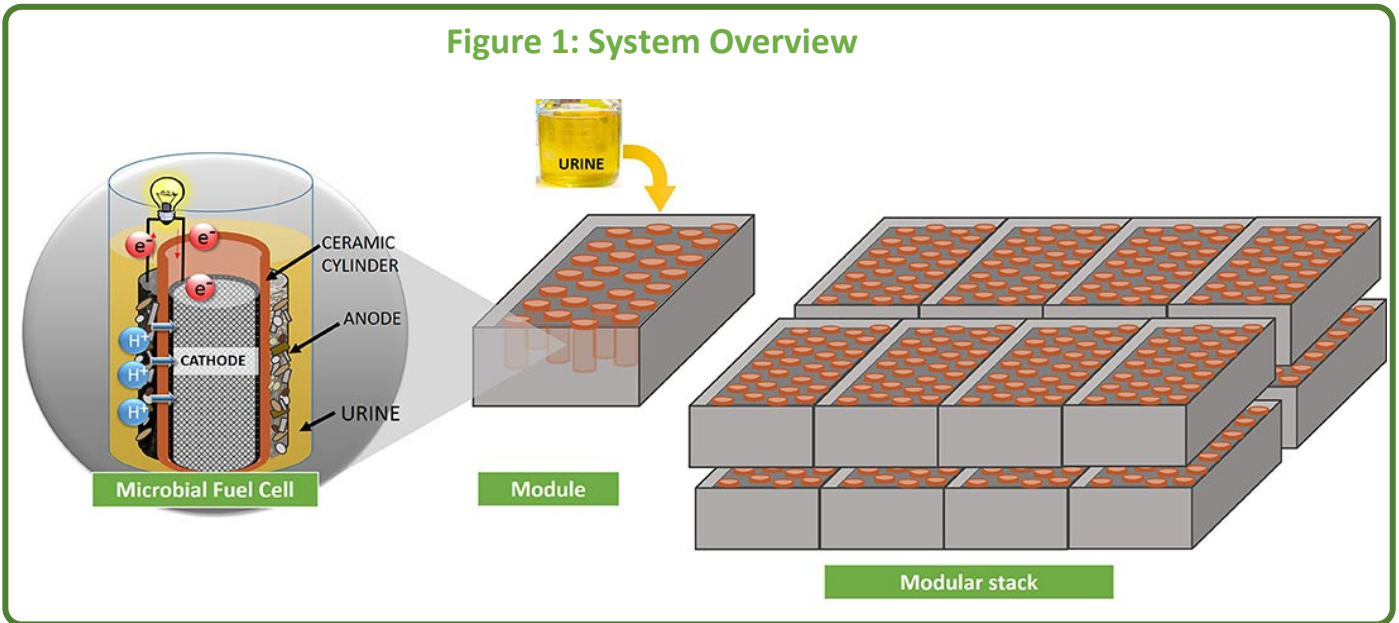 Figure 1: System Overview
URINE
e-
e-
e-
CERAMIC
CYLINDER
ANODE
H+
CATHODE
H+
H+
URINE
Microbial Fuel Cell
Module
Modular stack